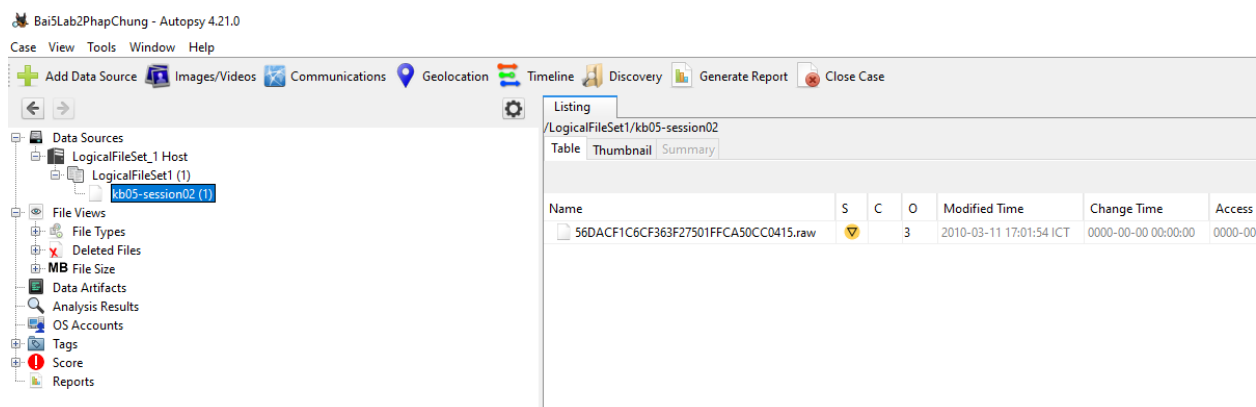 Bai5Lab2PhapChung - Autopsy 4.21.0
Case View Tools Window Help
Add Data Source Images/Videos Communications Geolocation Timeline Discovery Generate Report Close Case
Listing
/LogicalFileSet1/kb05-session02
Table Thumbnail Summary
Data Sources
LogicalFileSet_1 Host
LogicalFileSet1 (1)
kb05-session02 (1)
File Views
File Types
Deleted Files
MB File Size
Data Artifacts
Analysis Results
OS Accounts
Tags
Score
Reports
Name S C O Modified Time Change Time Access
56DACF1C6CF363F27501FFCA50CC0415.raw 3 2010-03-11 17:01:54 ICT 0000-00-00 00:00:00 0000-00